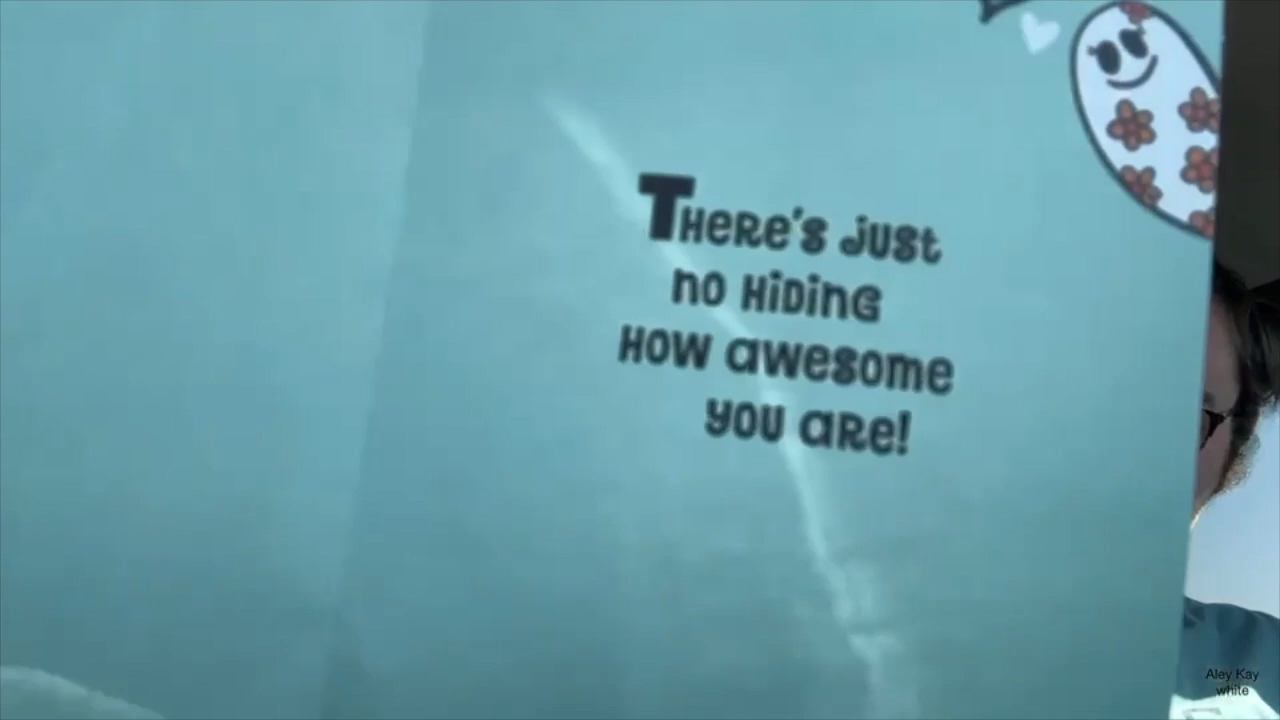 There's just
no hiding
how awesome
you are!
Aley Kay
white